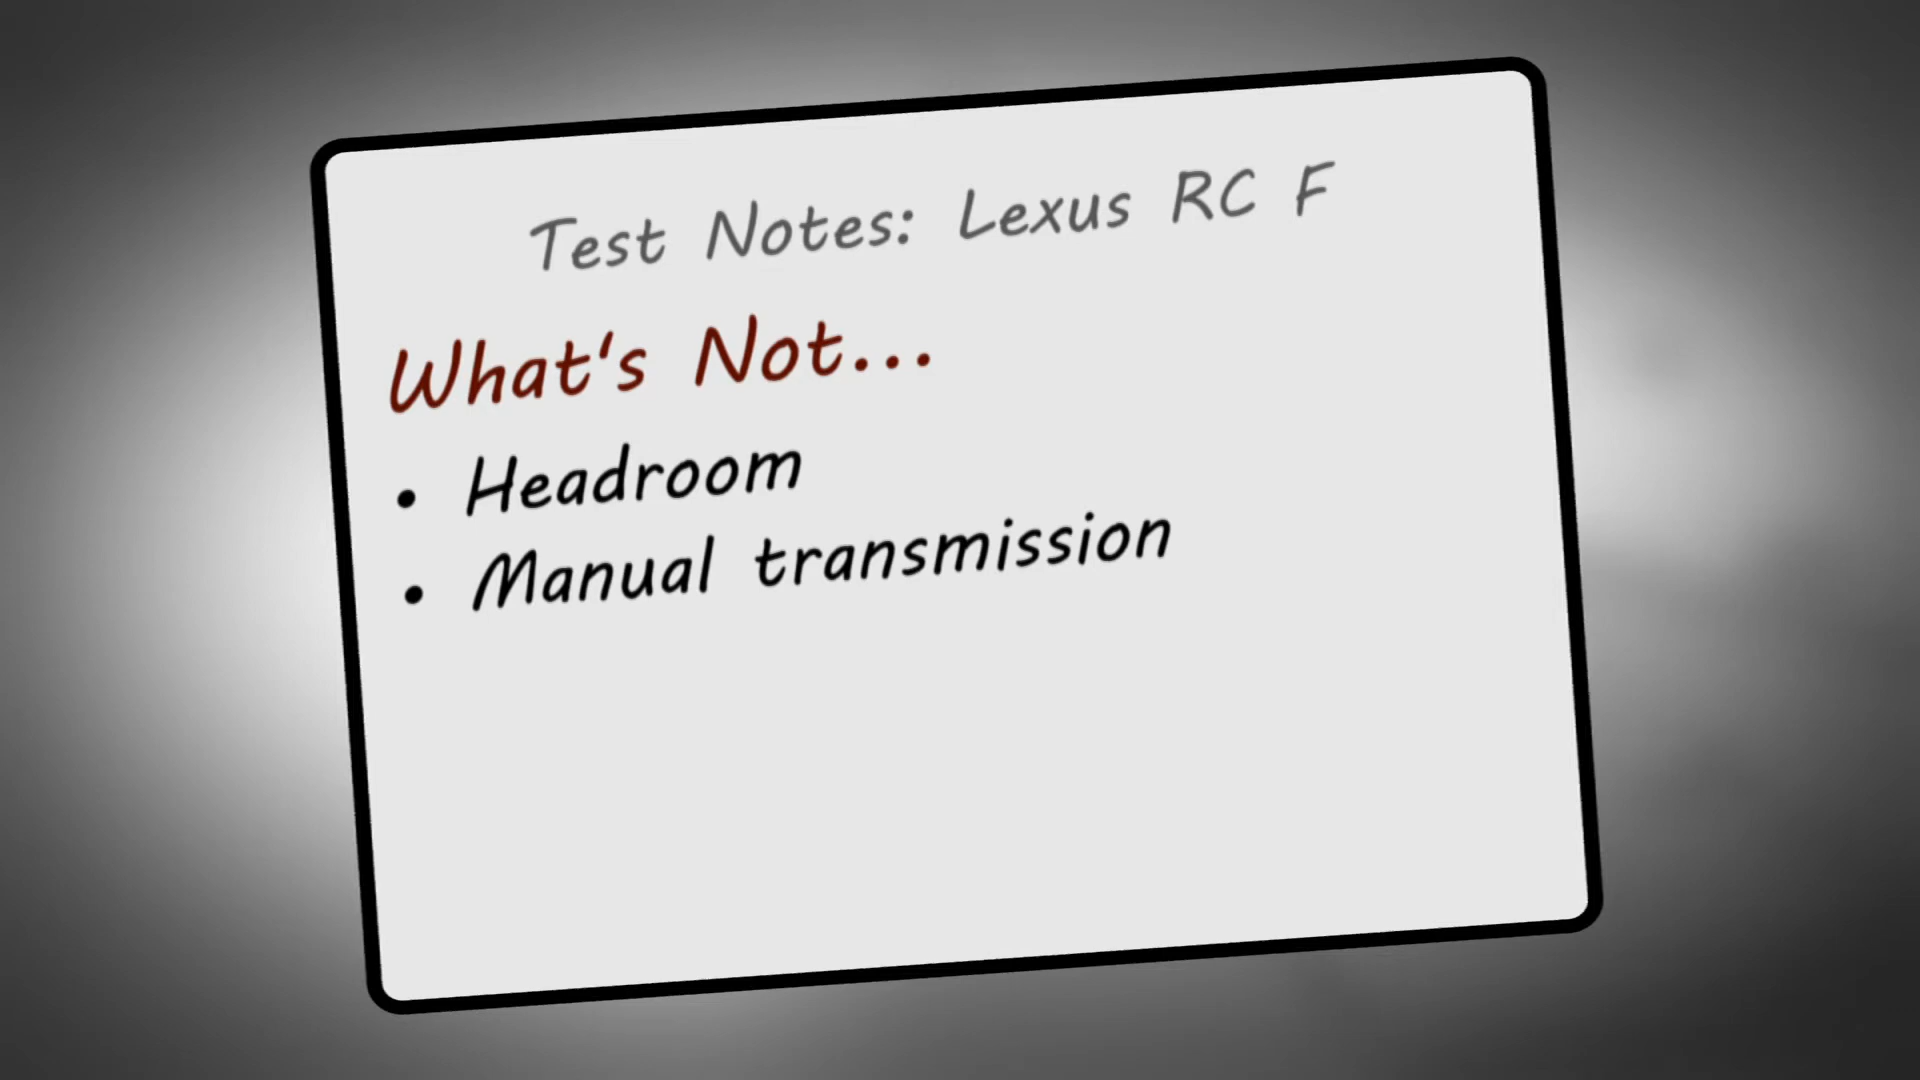 Test Notes: Lexus RC F
What's Not...
• Headroom
• Manual transmission